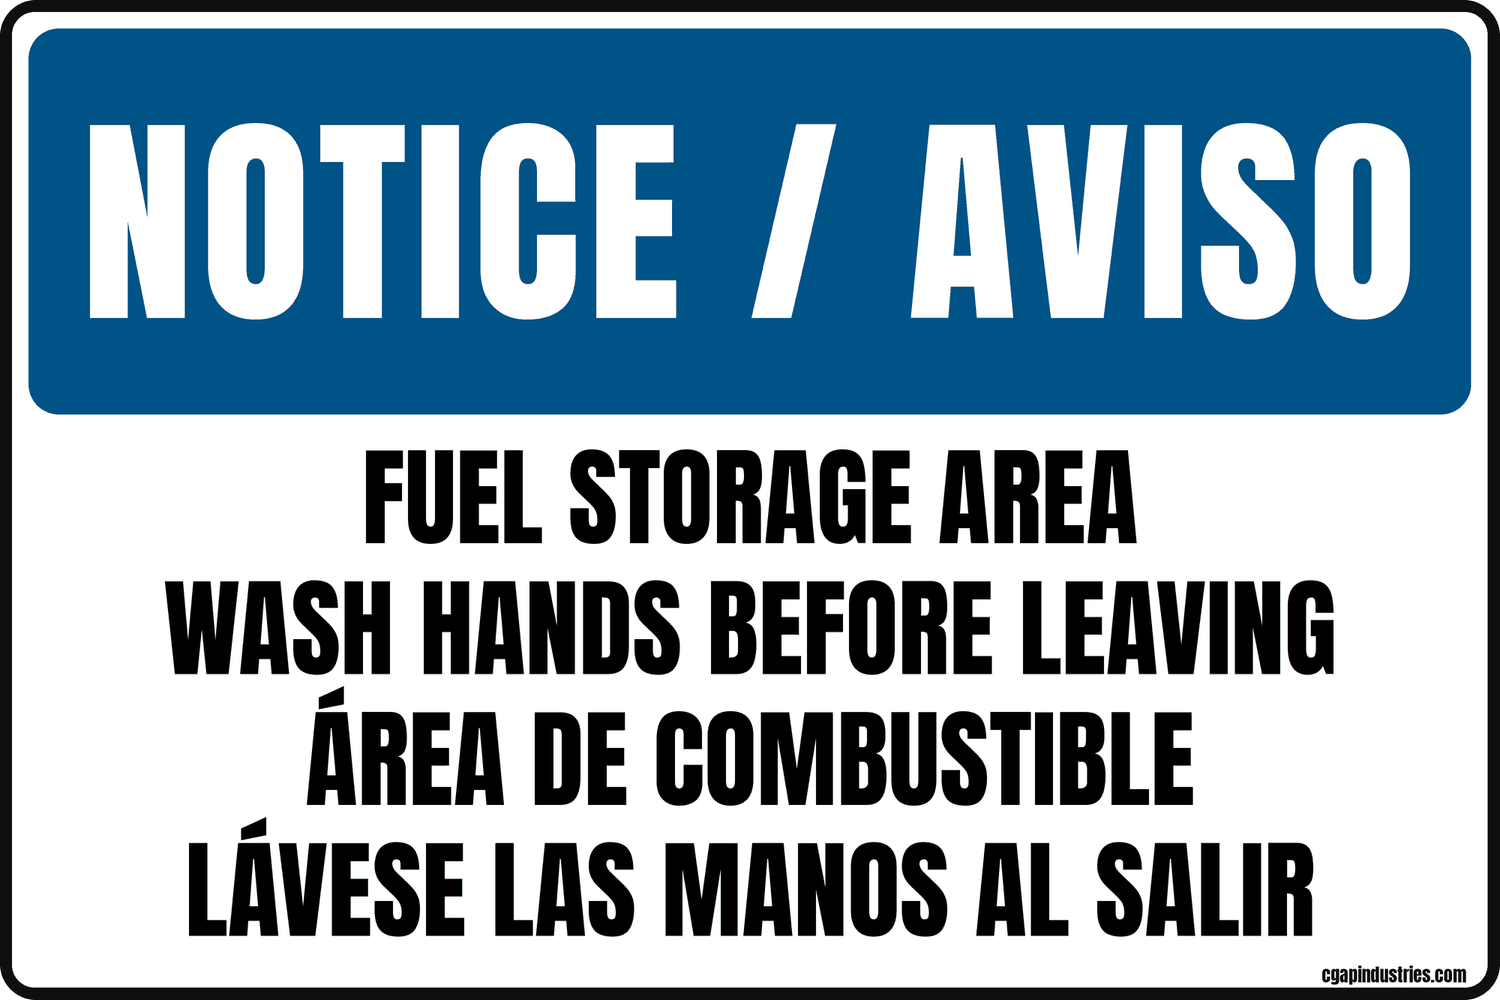 NOTICE / AVISO
FUEL STORAGE AREA
WASH HANDS BEFORE LEAVING
ÁREA DE COMBUSTIBLE
LÁVESE LAS MANOS AL SALIR
cgapindustries.com